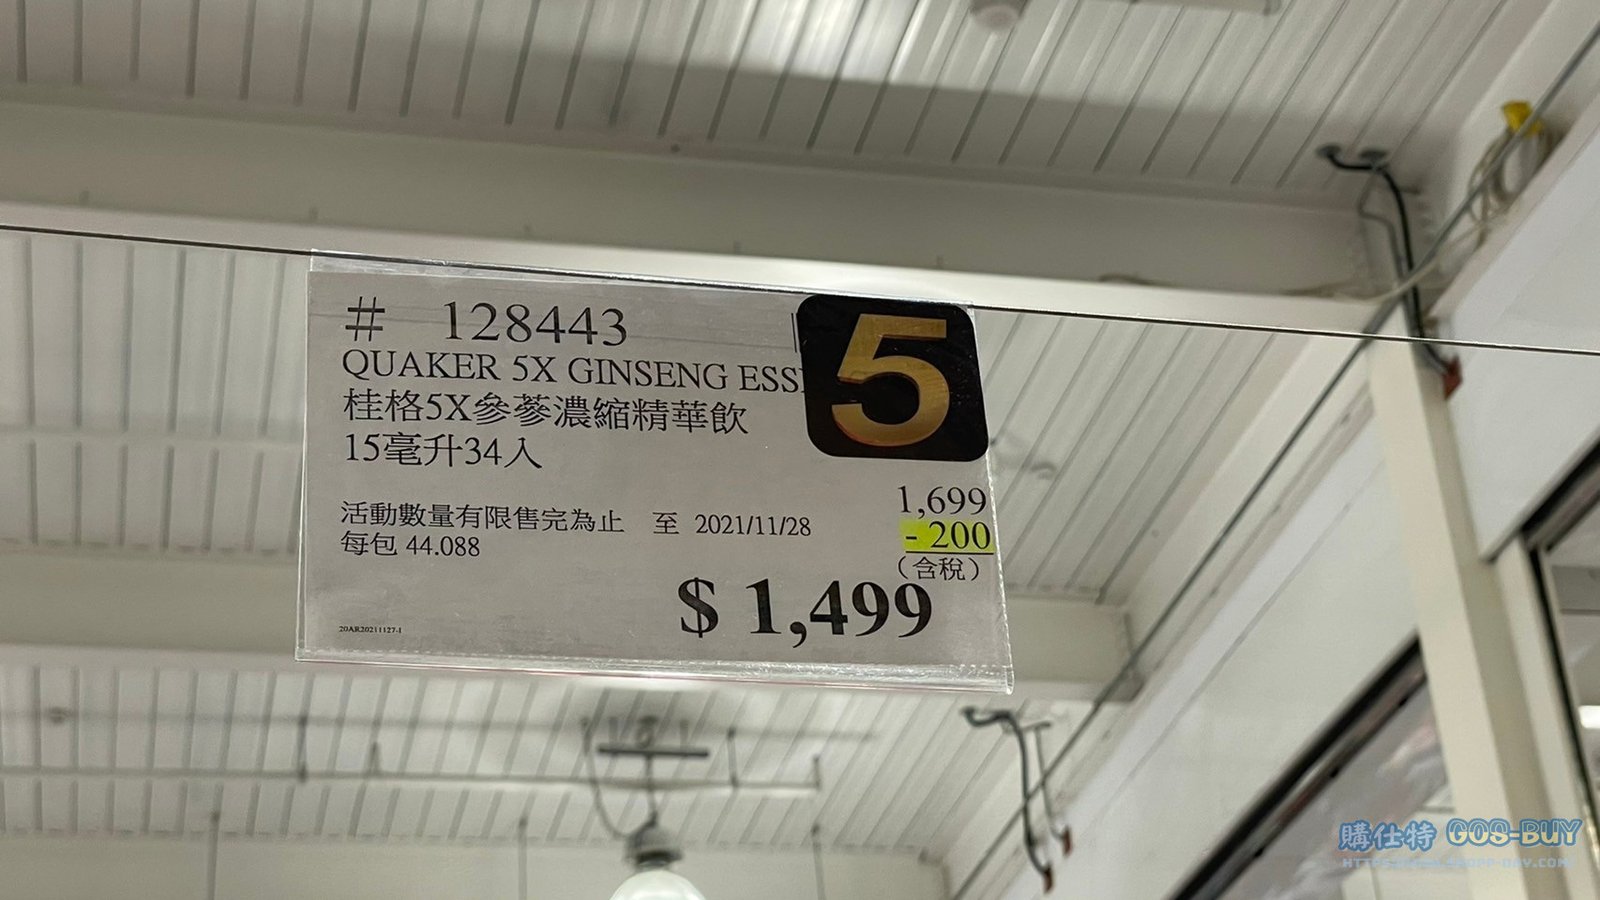 # 128443
QUAKER 5X GINSENG ESS
5
桂格5X參蔘濃縮精華飲
15毫升34入
1,699
- 200
(含稅)
活動數量有限售完為止 至 2021/11/28
每包 44.088
$ 1,499
20AR20211127-1
購仕特 GOS-BUY